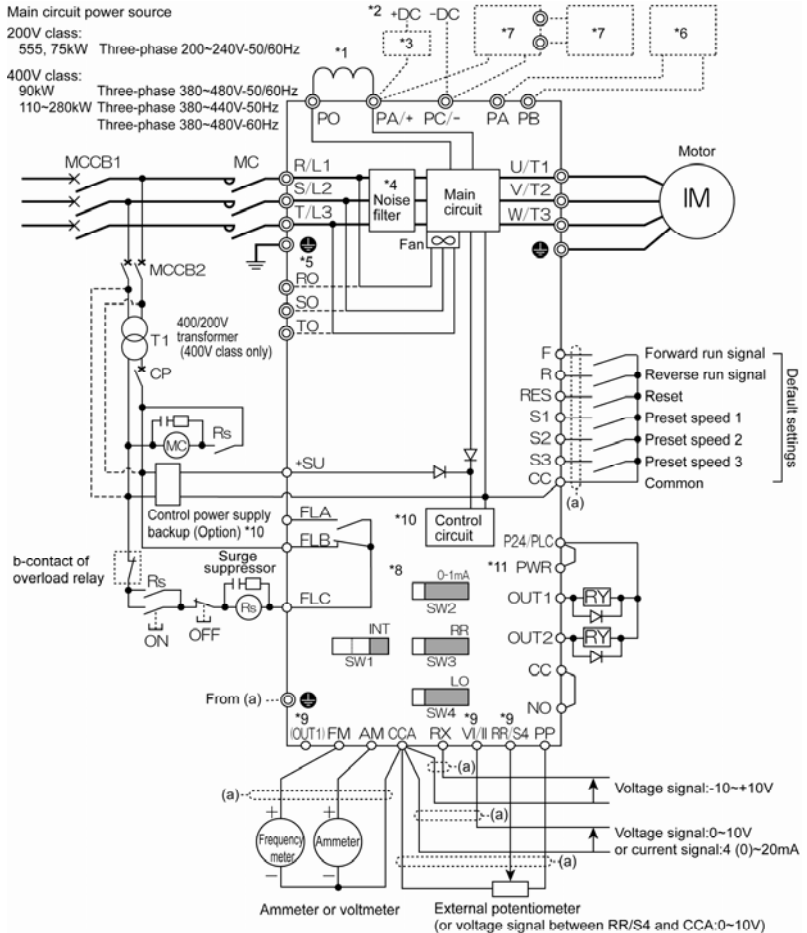 Main circuit power source
200V class:
555, 75kW Three-phase 200~240V-50/60Hz
400V class:
90kW Three-phase 380~480V-50/60Hz
110~280kW Three-phase 380~440V-50Hz
Three-phase 380~480V-60Hz
*1
*2 +DC -DC
*3
*7
*7
*6
PO
PA/+
PC/-
PA
PB
MCCB1
MC
R/L1
S/L2
T/L3
*4
Noise
filter
Main
circuit
Fan
U/T1
V/T2
W/T3
Motor
IM
*5
RO
SO
TO
MCCB2
T1
400/200V
transformer
(400V class only)
CP
MC
Rs
+SU
Control power supply
backup (Option) *10
*10
Control
circuit
F
R
RES
S1
S2
S3
CC
Forward run signal
Reverse run signal
Reset
Preset speed 1
Preset speed 2
Preset speed 3
Common
Default settings
(a)
FLA
FLB
FLC
b-contact of
overload relay
Rs
ON
OFF
Surge
suppressor
Rs
*8
0-1mA
SW2
INT
SW1
RR
SW3
LO
SW4
P24/PLC
*11 PWR
OUT1
RY
OUT2
RY
CC
NO
From (a)
*9
(OUT1) FM AM CCA RX VI/II RR/S4 PP
*9
*9
(a)
(a)
(a)
(a)
Voltage signal:-10~+10V
Voltage signal:0~10V
or current signal:4 (0)~20mA
+
Frequency
meter
−
+
Ammeter
−
Ammeter or voltmeter
External potentiometer
(or voltage signal between RR/S4 and CCA:0~10V)